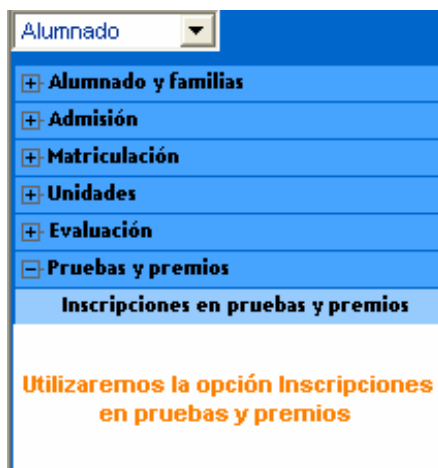 Alumnado
Alumnado y familias
Admisión
Matriculación
Unidades
Evaluación
Pruebas y premios
Inscripciones en pruebas y premios
Utilizaremos la opción Inscripciones
en pruebas y premios